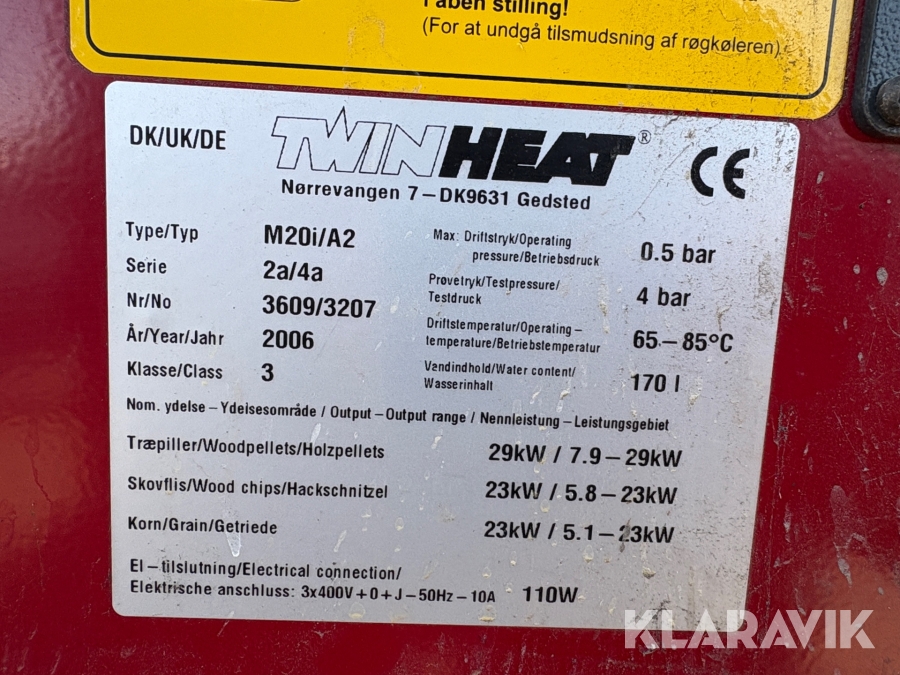 I åben stilling!
(For at undgå tilsmudsning af røgkøleren)
DK/UK/DE
TWINHEAT®
CE
Nørrevangen 7–DK9631 Gedsted
Type/Typ M20i/A2
Serie 2a/4a
Nr/No 3609/3207
År/Year/Jahr 2006
Klasse/Class 3
Max: Driftstryk/Operating
pressure/Betriebsdruck 0.5 bar
Prøvetryk/Testpressure/
Testdruck 4 bar
Driftstemperatur/Operating–
temperature/Betriebstemperatur 65–85°C
Vandindhold/Water content/
Wasserinhalt 170 l
Nom. ydelse–Ydeisesområde / Output–Output range / Nennleistung–Leistungsgebiet
Træpiller/Woodpellets/Holzpellets 29kW / 7.9–29kW
Skovflis/Wood chips/Hackschnitzel 23kW / 5.8–23kW
Korn/Grain/Getriede 23kW / 5.1–23kW
El–tilslutning/Electrical connection/
Elektrische anschluss: 3x400V+0+J–50Hz–10A 110W
KLARAVIK